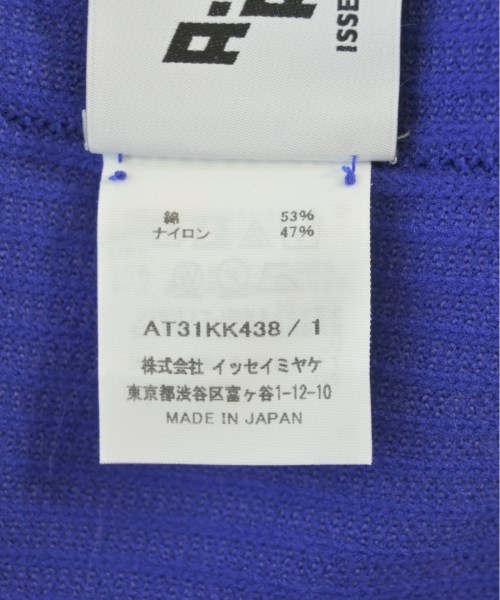 ISSE
綿 53%
ナイロン 47%
AT31KK438 / 1
株式会社 イッセイミヤケ
東京都渋谷区富ヶ谷1-12-10
MADE IN JAPAN